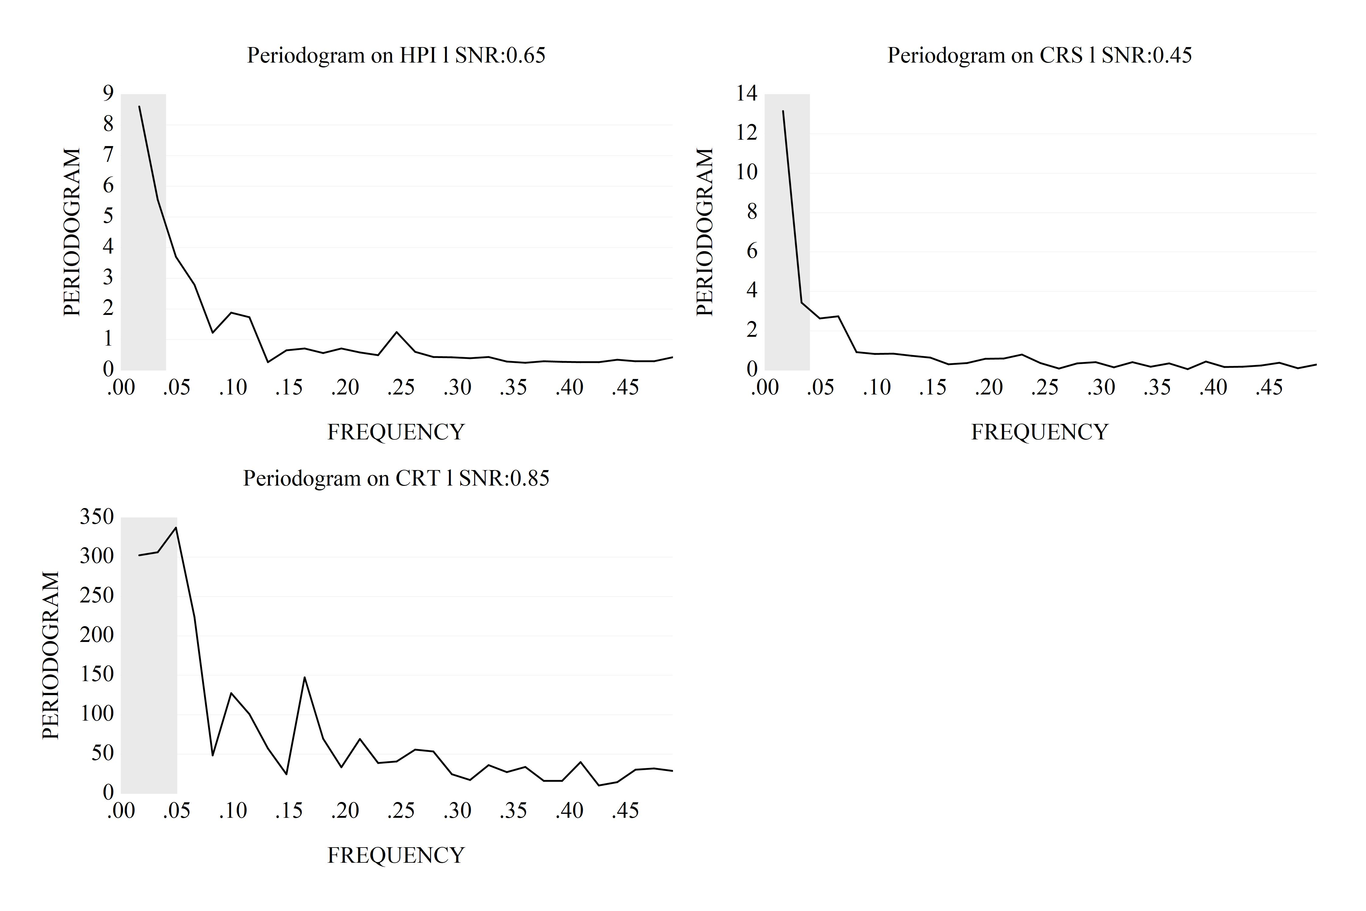 Periodogram on HPI l SNR:0.65
9
8
7
6
5
4
3
2
1
0
PERIODOGRAM
.00 .05 .10 .15 .20 .25 .30 .35 .40 .45
FREQUENCY
Periodogram on CRS l SNR:0.45
14
12
10
8
6
4
2
0
PERIODOGRAM
.00 .05 .10 .15 .20 .25 .30 .35 .40 .45
FREQUENCY
Periodogram on CRT l SNR:0.85
350
300
250
200
150
100
50
0
PERIODOGRAM
.00 .05 .10 .15 .20 .25 .30 .35 .40 .45
FREQUENCY